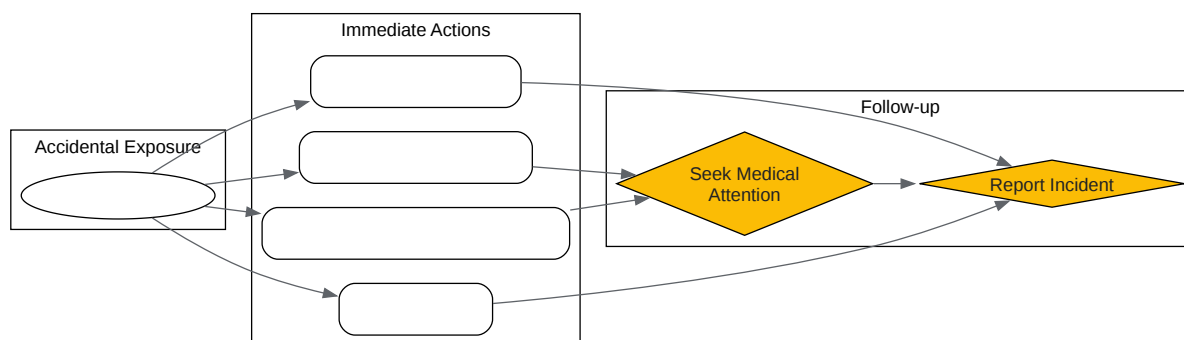 Immediate Actions
Accidental Exposure
Follow-up
Seek Medical
Attention
Report Incident